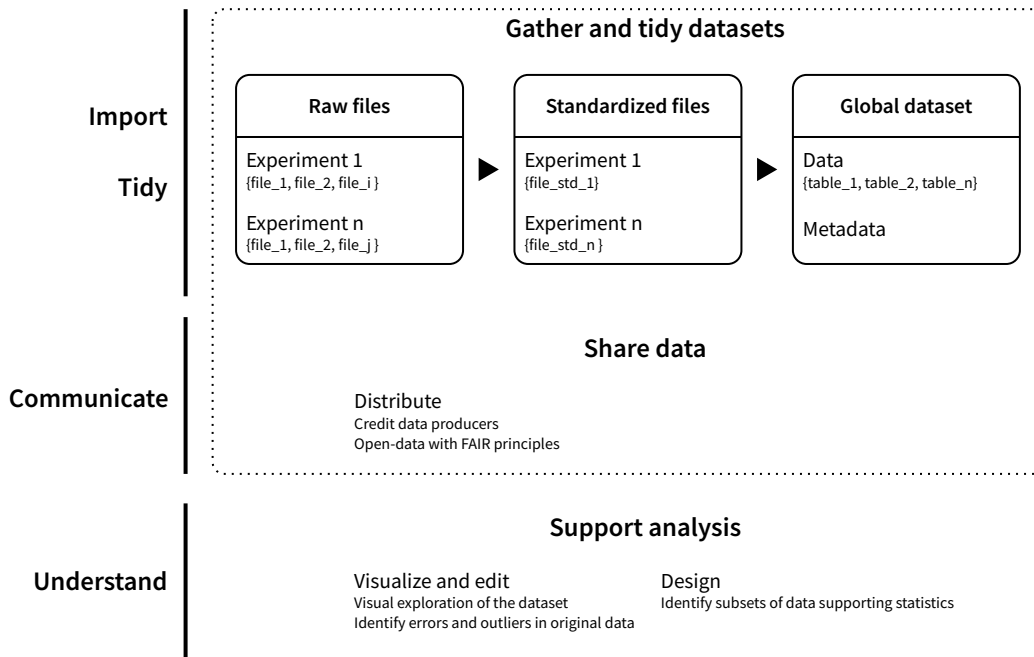 Gather and tidy datasets
Import
Tidy
Raw files
Experiment 1
{file_1, file_2, file_i }
Experiment n
{file_1, file_2, file_j }
Standardized files
Experiment 1
{file_std_1}
Experiment n
{file_std_n }
Global dataset
Data
{table_1, table_2, table_n}
Metadata
Communicate
Share data
Distribute
Credit data producers
Open-data with FAIR principles
Understand
Support analysis
Visualize and edit
Visual exploration of the dataset
Identify errors and outliers in original data
Design
Identify subsets of data supporting statistics